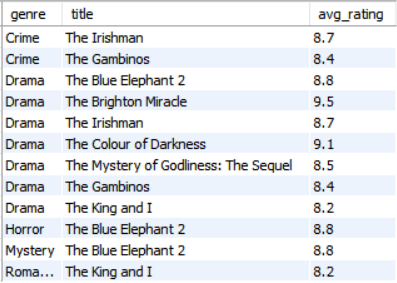 genre title avg_rating
Crime The Irishman 8.7
Crime The Gambinos 8.4
Drama The Blue Elephant 2 8.8
Drama The Brighton Miracle 9.5
Drama The Irishman 8.7
Drama The Colour of Darkness 9.1
Drama The Mystery of Godliness: The Sequel 8.5
Drama The Gambinos 8.4
Drama The King and I 8.2
Horror The Blue Elephant 2 8.8
Mystery The Blue Elephant 2 8.8
Roma... The King and I 8.2